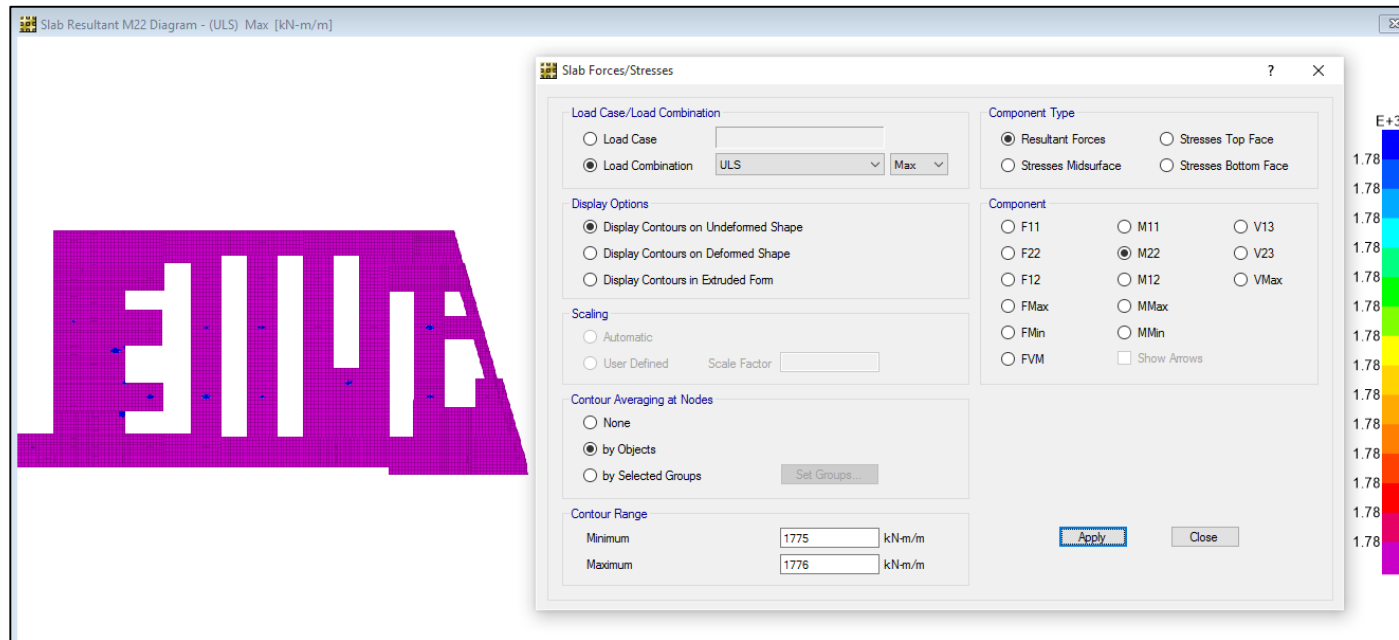 Slab Resultant M22 Diagram - (ULS) Max [kN-m/m]
Slab Forces/Stresses
?
Load Case/Load Combination
Load Case
Load Combination ULS Max
Display Options
Display Contours on Undeformed Shape
Display Contours on Deformed Shape
Display Contours in Extruded Form
Scaling
Automatic
User Defined Scale Factor
Contour Averaging at Nodes
None
by Objects
by Selected Groups Set Groups...
Contour Range
Minimum 1775 kN-m/m
Maximum 1776 kN-m/m
Component Type
Resultant Forces Stresses Top Face
Stresses Midsurface Stresses Bottom Face
Component
F11 M11 V13
F22 M22 V23
F12 M12 VMax
FMax MMax
FMin MMin
FVM Show Arrows
Apply Close
E+3
1.78
1.78
1.78
1.78
1.78
1.78
1.78
1.78
1.78
1.78
1.78
1.78
1.78
1.78